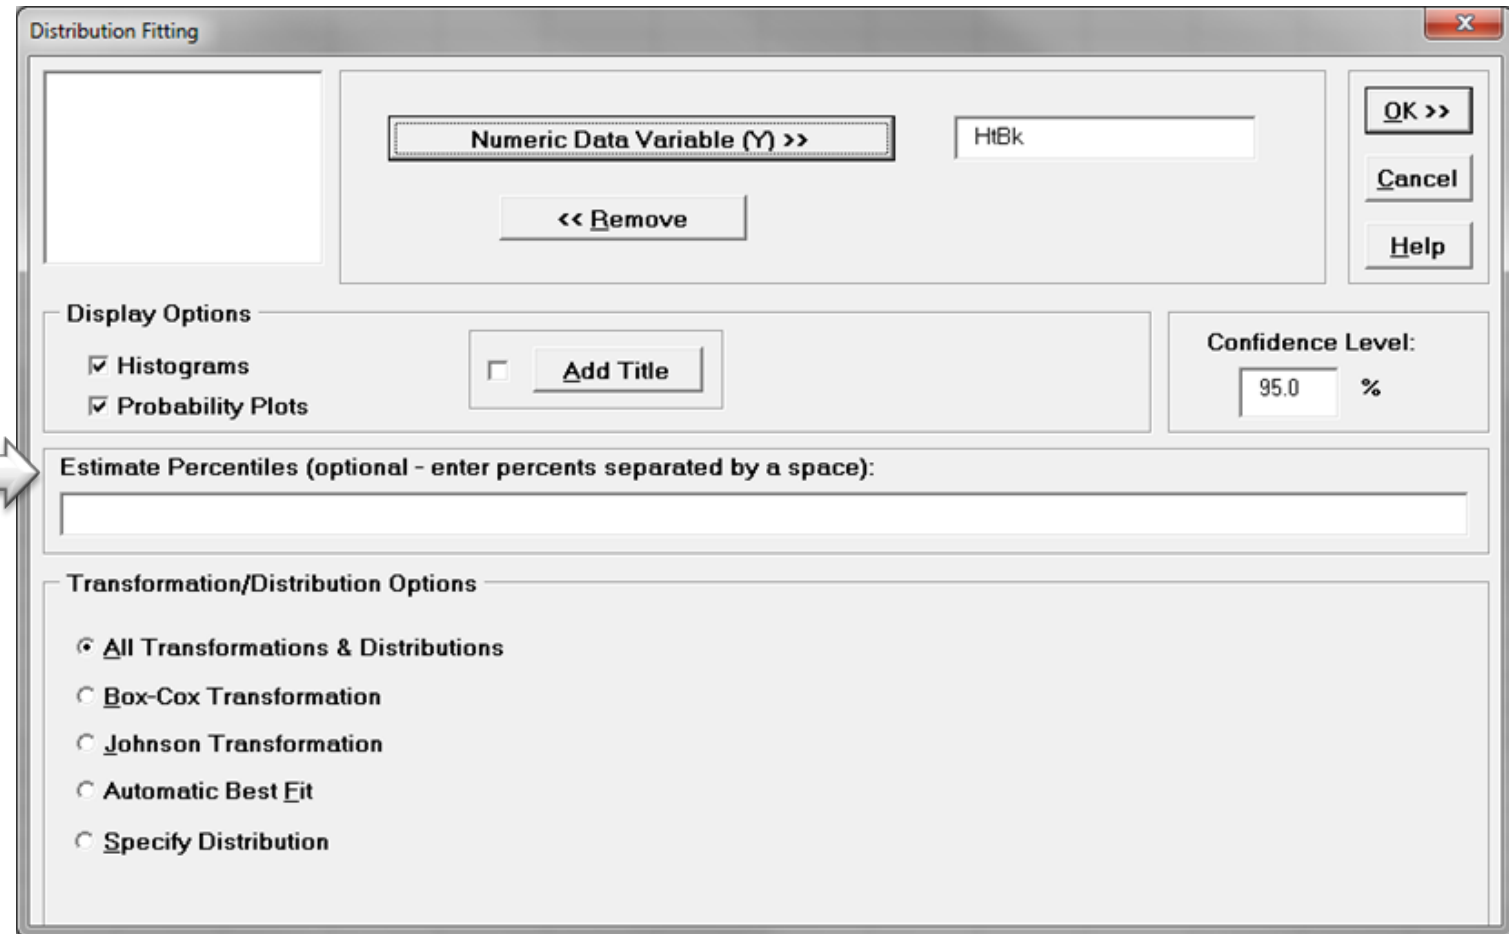 Distribution Fitting
Numeric Data Variable (Y) >>
HtBk
<< Remove
OK >>
Cancel
Help
Display Options
Histograms
Probability Plots
Add Title
Confidence Level:
95.0 %
Estimate Percentiles (optional - enter percents separated by a space):
Transformation/Distribution Options
All Transformations & Distributions
Box-Cox Transformation
Johnson Transformation
Automatic Best Fit
Specify Distribution